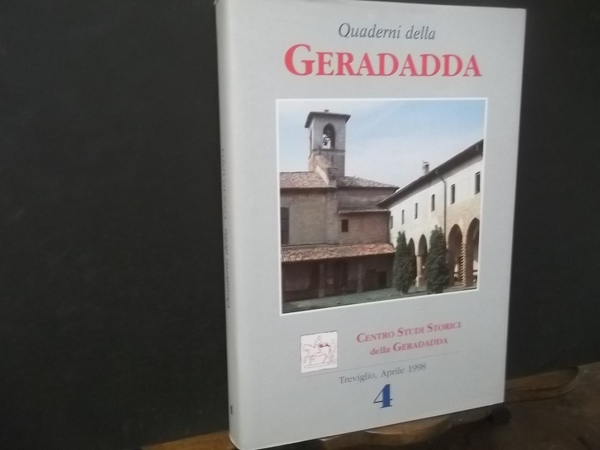 Quaderni della
GERADADDA
CENTRO STUDI STORICI
della GERADADDA
Treviglio, Aprile 1998
4